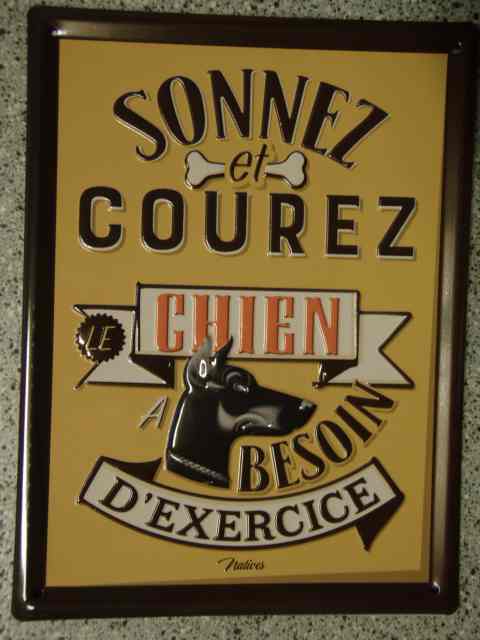 SONNEZ
et
COUREZ
LE CHIEN
A BESOIN
D'EXERCICE
Natives